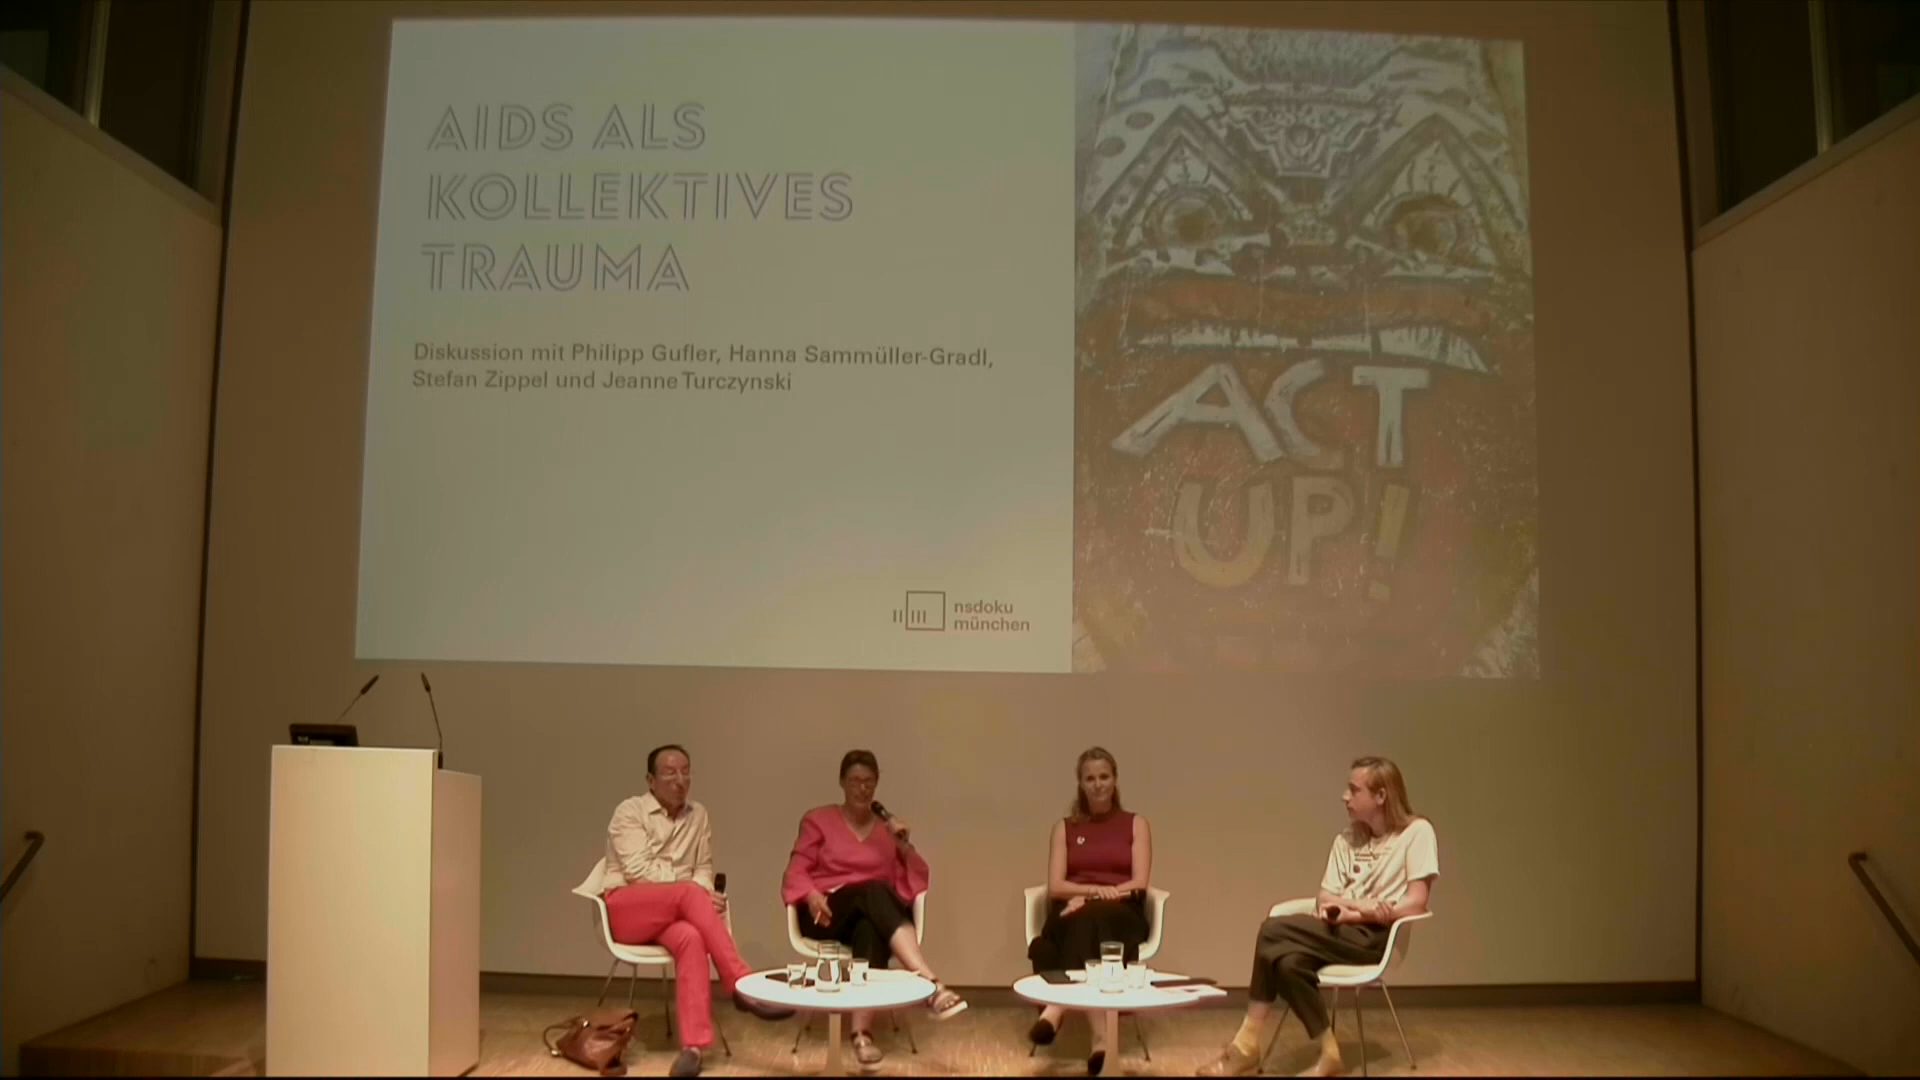 AIDS ALS
KOLLEKTIVES
TRAUMA
Diskussion mit Philipp Gufler, Hanna Sammüller-Gradl,
Stefan Zippel und Jeanne Turczynski
nsdoku
münchen
ACT
UP!